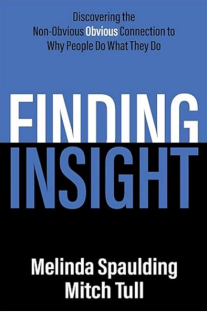 Discovering the
Non-Obvious Obvious Connection to
Why People Do What They Do
FINDING
INSIGHT
Melinda Spaulding
Mitch Tull